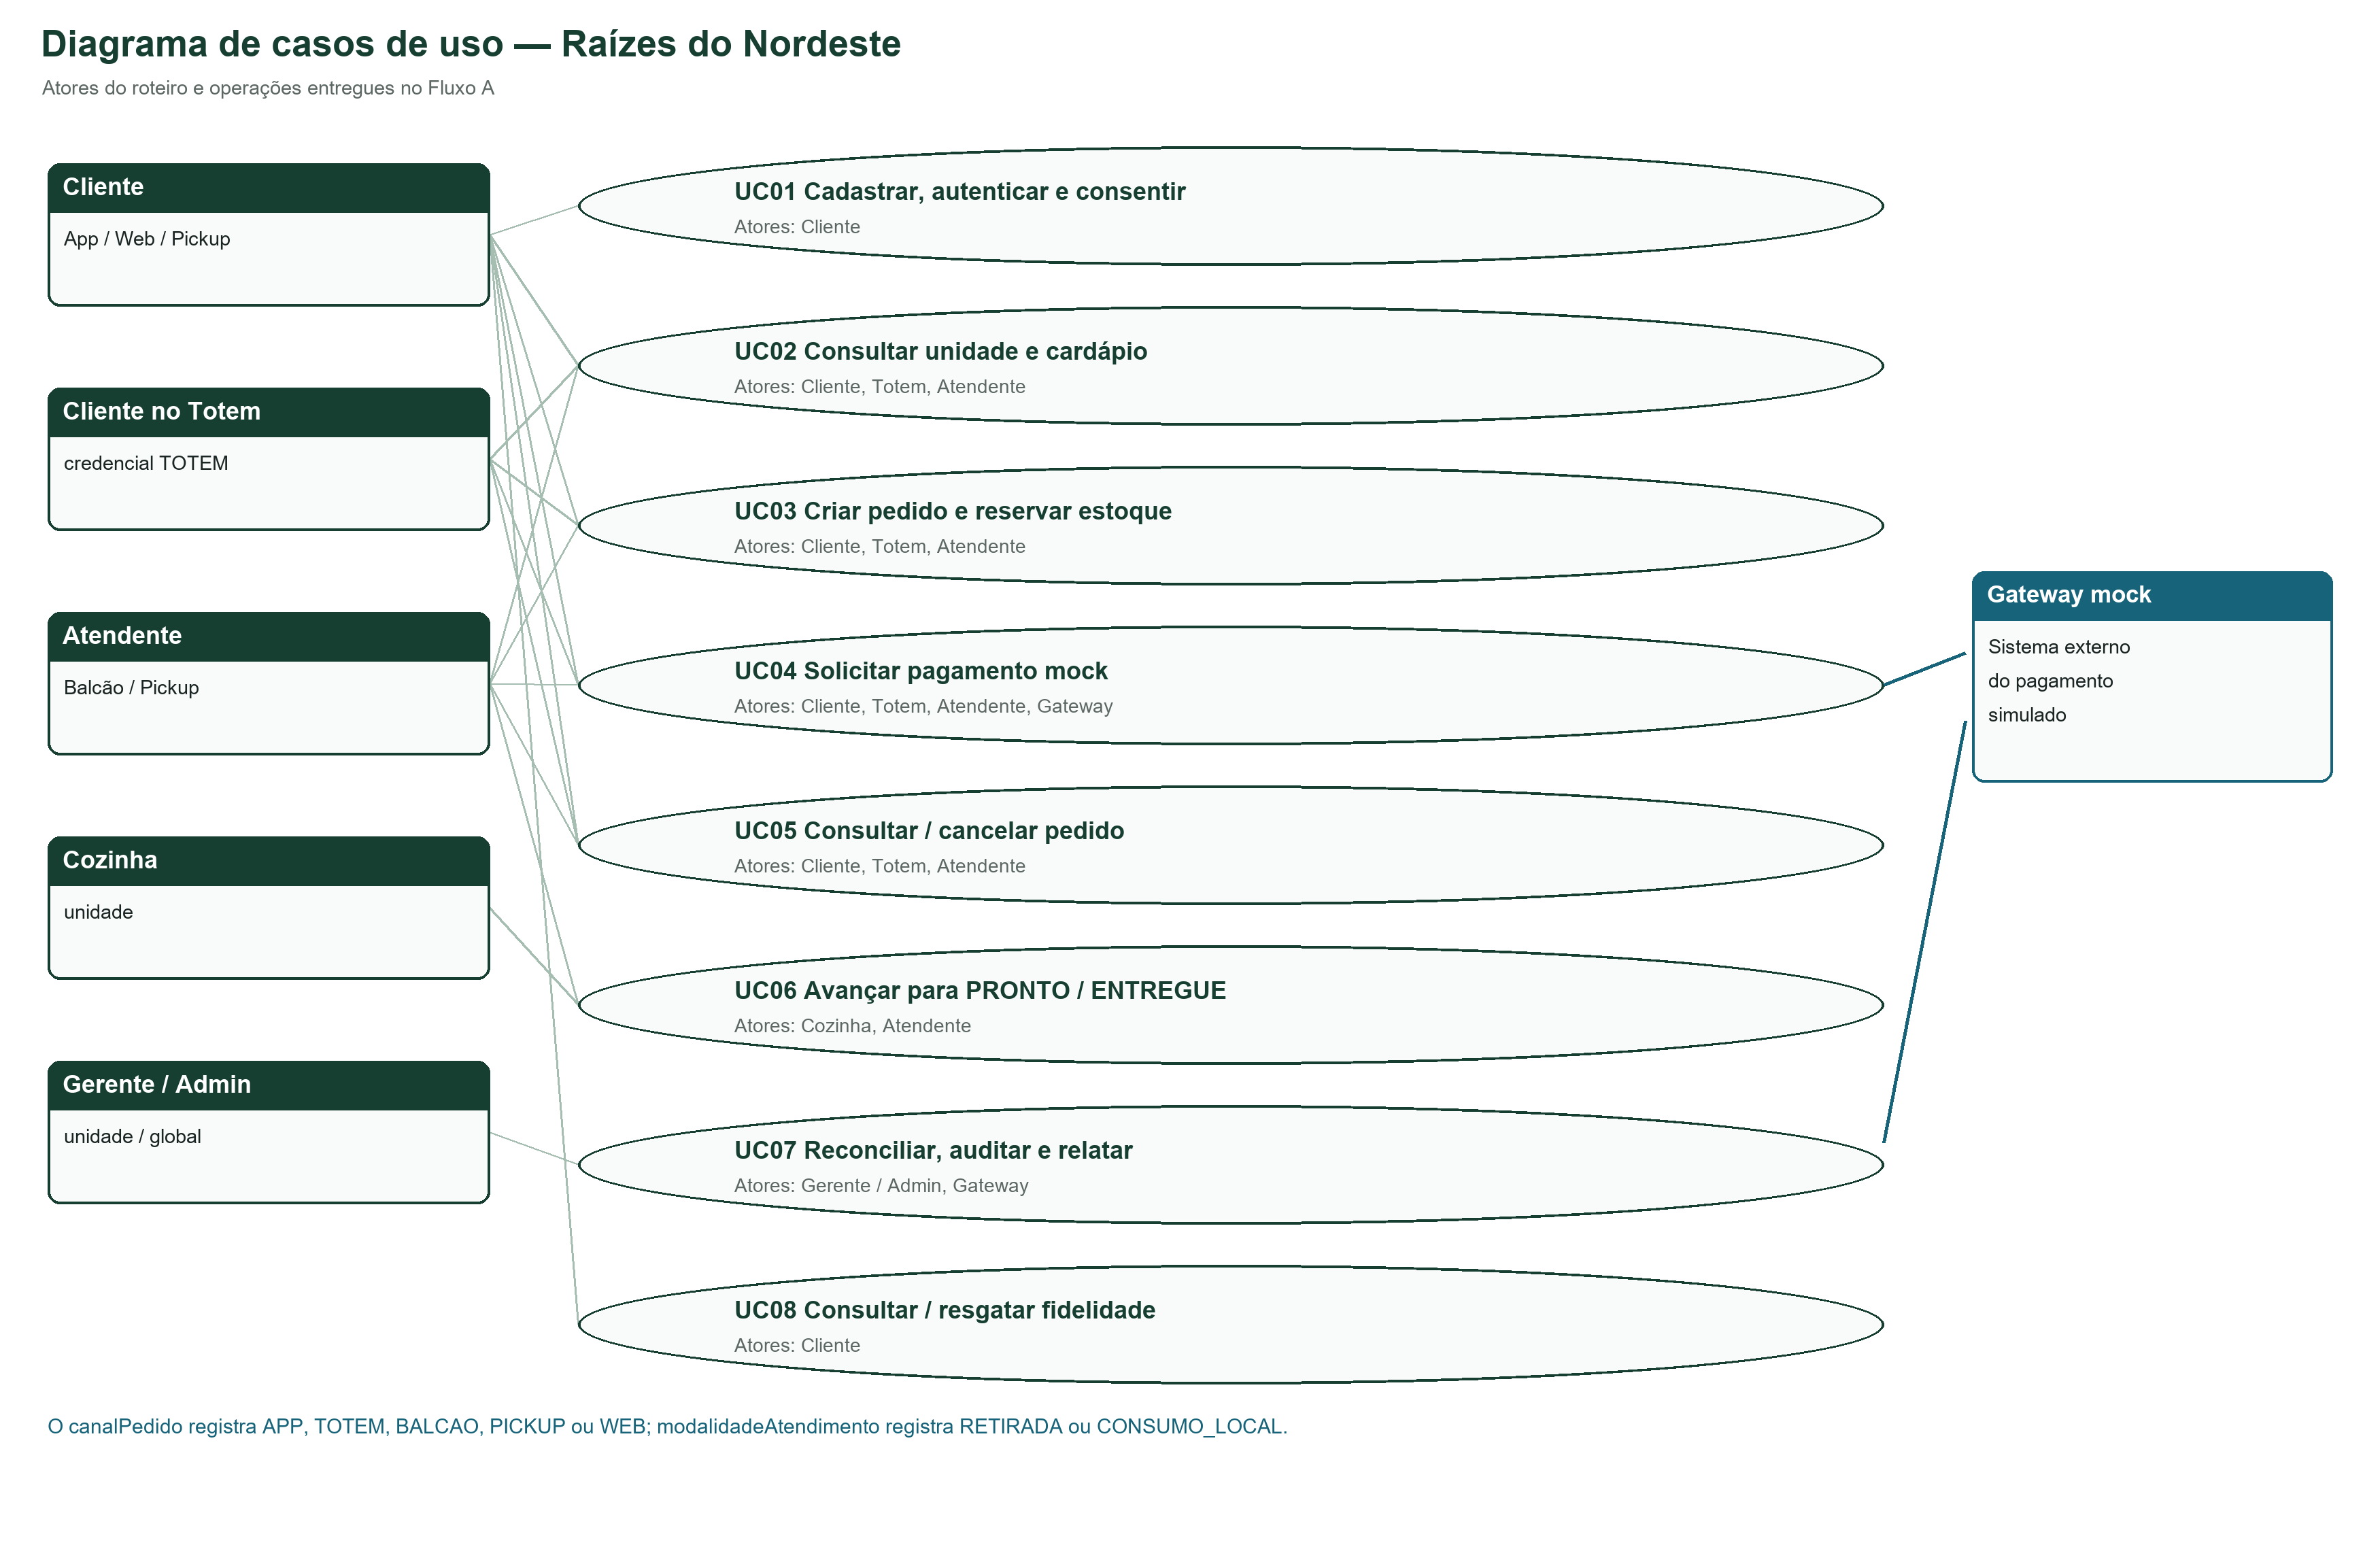 Diagrama de casos de uso — Raízes do Nordeste
Atores do roteiro e operações entregues no Fluxo A
Cliente
App / Web / Pickup
Cliente no Totem
credencial TOTEM
Atendente
Balcão / Pickup
Cozinha
unidade
Gerente / Admin
unidade / global
UC01 Cadastrar, autenticar e consentir
Atores: Cliente
UC02 Consultar unidade e cardápio
Atores: Cliente, Totem, Atendente
UC03 Criar pedido e reservar estoque
Atores: Cliente, Totem, Atendente
UC04 Solicitar pagamento mock
Atores: Cliente, Totem, Atendente, Gateway
UC05 Consultar / cancelar pedido
Atores: Cliente, Totem, Atendente
UC06 Avançar para PRONTO / ENTREGUE
Atores: Cozinha, Atendente
UC07 Reconciliar, auditar e relatar
Atores: Gerente / Admin, Gateway
UC08 Consultar / resgatar fidelidade
Atores: Cliente
Gateway mock
Sistema externo
do pagamento
simulado
O canalPedido registra APP, TOTEM, BALCAO, PICKUP ou WEB; modalidadeAtendimento registra RETIRADA ou CONSUMO_LOCAL.